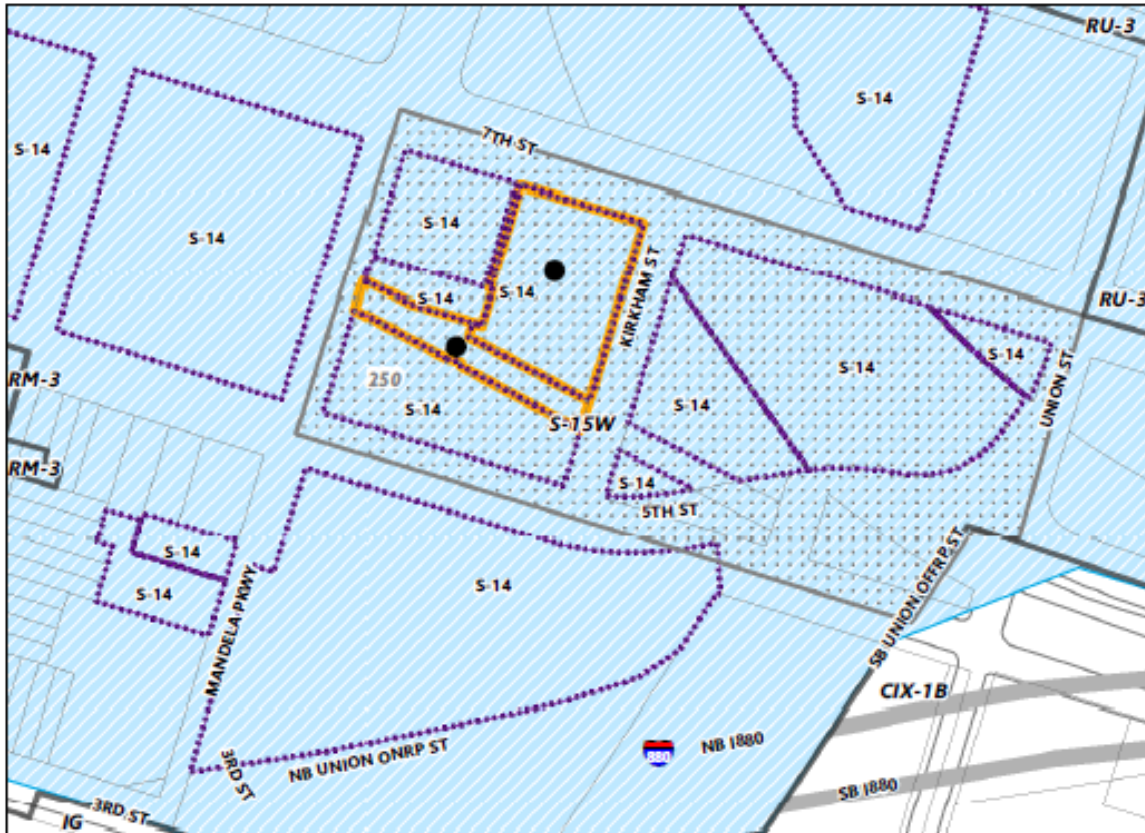 RU-3
S-14
7TH ST
S-14
S-14
S-14
KIRKHAM ST
S-14
S-14
RU-3
S-14
S-14
UNION ST
RM-3
250
S-14
S-14
S-15W
RM-3
S-14
5TH ST
S-14
SB UNION OFFRP ST
S-14
S-14
MANDELA PKWY
CIX-1B
NB I880
880
NB UNION ONRP ST
3RD ST
SB I880
3RD ST
IG